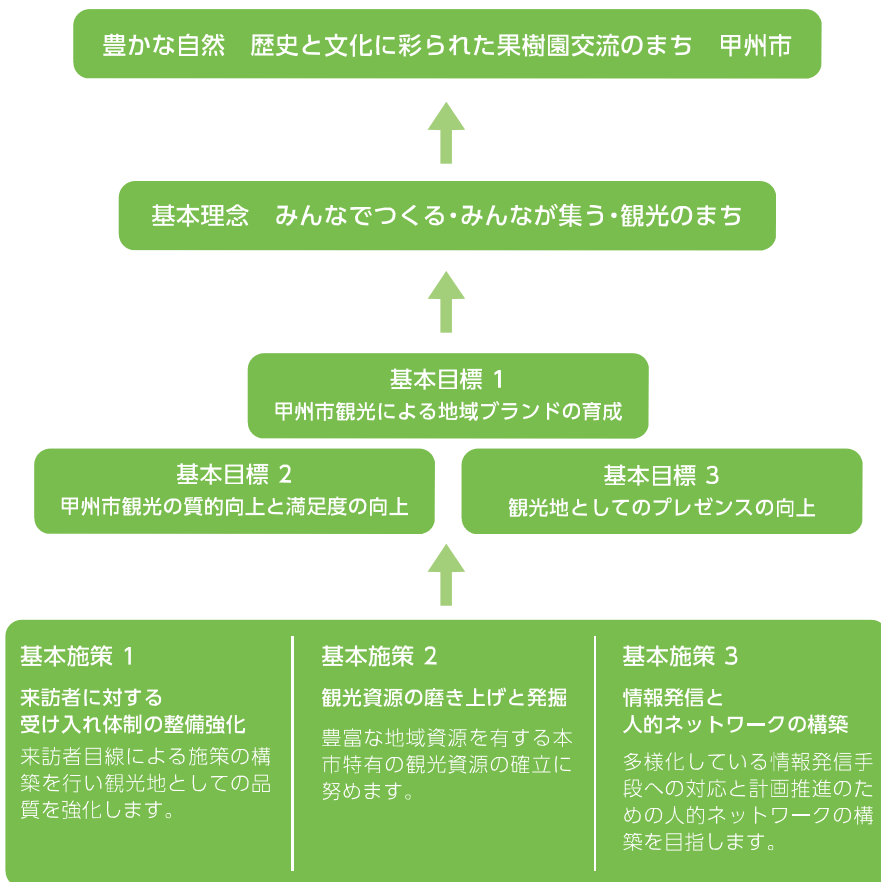 豊かな自然　歴史と文化に彩られた果樹園交流のまち　甲州市
基本理念　みんなでつくる・みんなが集う・観光のまち
基本目標 1
甲州市観光による地域ブランドの育成
基本目標 2
甲州市観光の質的向上と満足度の向上
基本目標 3
観光地としてのプレゼンスの向上
基本施策 1
来訪者に対する
受け入れ体制の整備強化
来訪者目線による施策の構
築を行い観光地としての品
質を強化します。
基本施策 2
観光資源の磨き上げと発掘
豊富な地域資源を有する本
市特有の観光資源の確立に
努めます。
基本施策 3
情報発信と
人的ネットワークの構築
多様化している情報発信手
段への対応と計画推進のた
めの人的ネットワークの構
築を目指します。